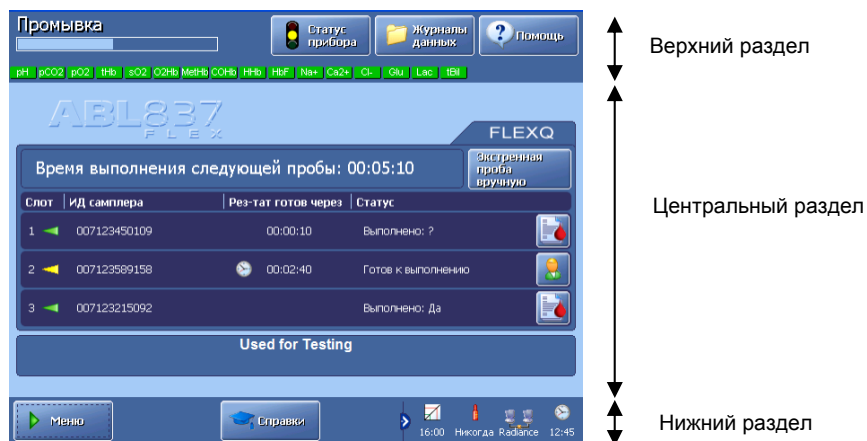 Промывка
Статус прибора
Журналы данных
Помощь
Верхний раздел
pH pCO2 pO2 tHb sO2 O2Hb MetHb COHb HHb HbF Na+ Ca2+ Cl- Glu Lac tBil
ABL837
FLEX
FLEXQ
Время выполнения следующей пробы: 00:05:10
Экстренная проба вручную
Слот ИД самплера Рез-тат готов через Статус
Центральный раздел
1 007123450109 00:00:10 Выполнено: ?
2 007123589158 00:02:40 Готов к выполнению
3 007123215092 Выполнено: Да
Used for Testing
Меню
Справки
16:00 Никогда Radiance 12:45
Нижний раздел